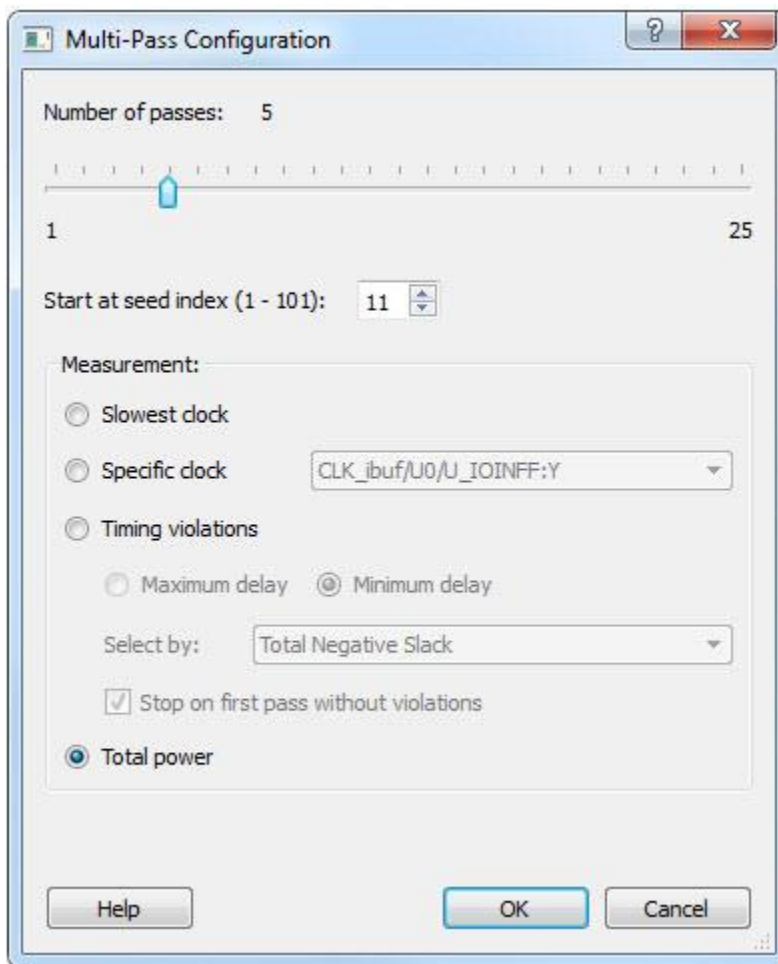 Multi-Pass Configuration
Number of passes: 5
1 25
Start at seed index (1 - 101): 11
Measurement:
Slowest clock
Specific clock CLK_ibuf/U0/U_IOINFF:Y
Timing violations
Maximum delay Minimum delay
Select by: Total Negative Slack
Stop on first pass without violations
Total power
Help OK Cancel